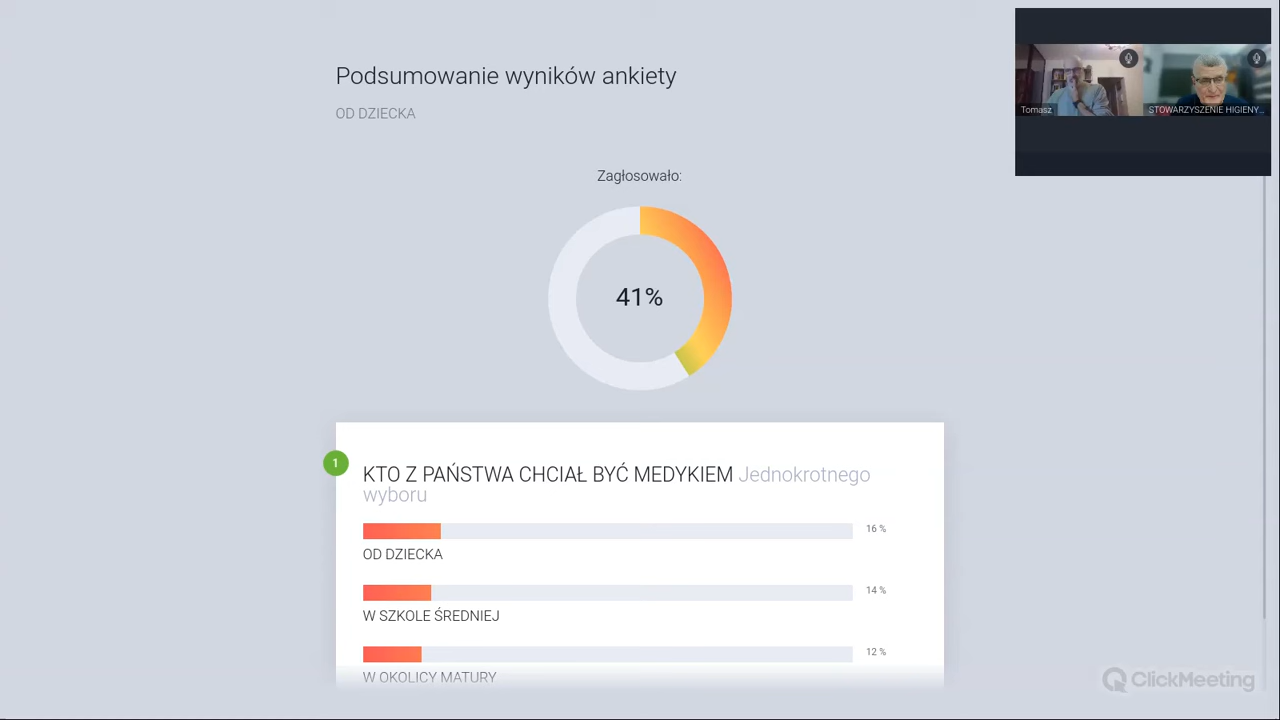 Podsumowanie wyników ankiety
OD DZIECKA
Tomasz
STOWARZYSZENIE HIGIENY...
Zagłosowało:
41%
1
KTO Z PAŃSTWA CHCIAŁ BYĆ MEDYKIEM Jednokrotnego
wyboru
16 %
OD DZIECKA
14 %
W SZKOLE ŚREDNIEJ
12 %
W OKOLICY MATURY
ClickMeeting